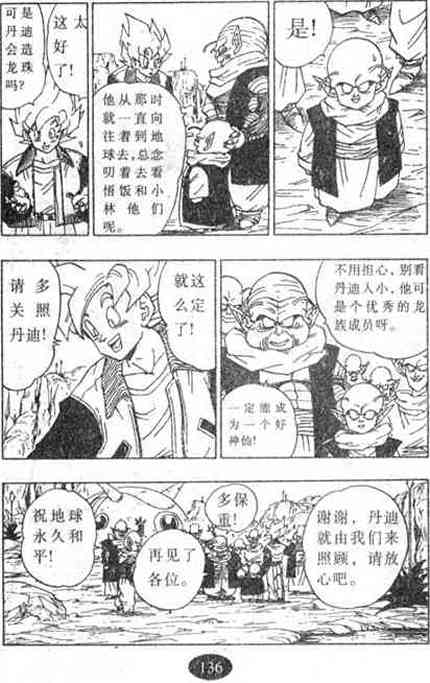 是!
他从那时
就一直向
注着到地
球去,总念
叨着去看
悟饭和小
林他们
呢。
这太
好
了!
可是
丹迪
会造
龙珠
吗?
不用担心,别看
丹迪人小,他可
是个优秀的龙
族成员呀。
一定能成
为一个好
神仙!
就这
么定
了!
请多
关照
丹迪!
谢谢,丹迪
就由我们来
照顾,请放
心吧。
多保
重!
再见了
各位。
祝地球
永久和
平!
136